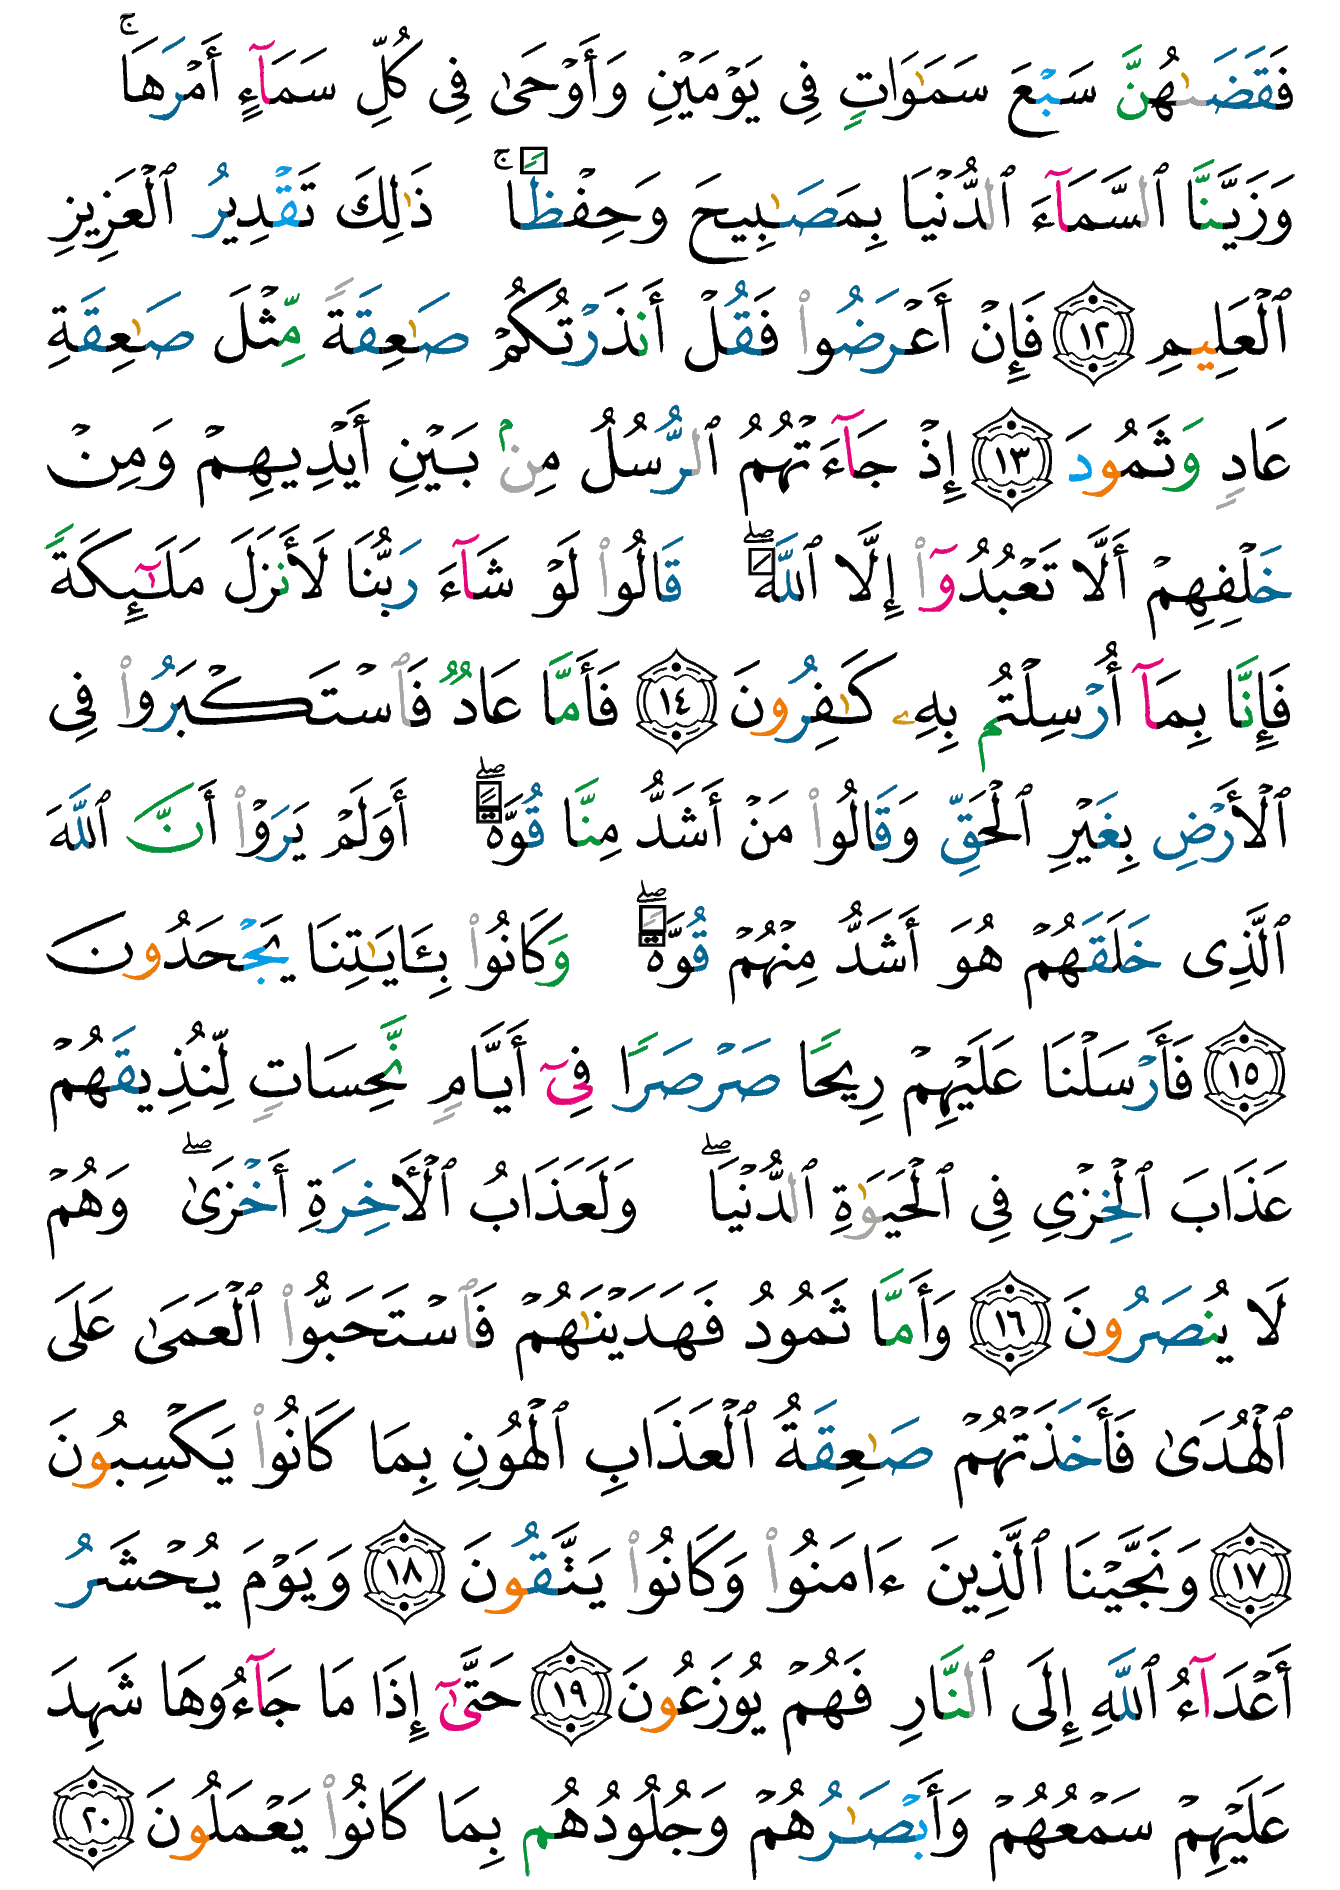 فَقَضَىٰهُنَّ سَبْعَ سَمَـٰوَاتٍ فِى يَوْمَيْنِ وَأَوْحَىٰ فِى كُلِّ سَمَآءٍ أَمْرَهَاۚ
وَزَيَّنَّا ٱلسَّمَآءَ ٱلدُّنْيَا بِمَصَـٰبِيحَ وَحِفْظًاۚ ذَٰلِكَ تَقْدِيرُ ٱلْعَزِيزِ
ٱلْعَلِيمِ ١٢ فَإِنْ أَعْرَضُوا۟ فَقُلْ أَنذَرْتُكُمْ صَـٰعِقَةً مِّثْلَ صَـٰعِقَةِ
عَادٍ وَثَمُودَ ١٣ إِذْ جَآءَتْهُمُ ٱلرُّسُلُ مِنۢ بَيْنِ أَيْدِيهِمْ وَمِنْ
خَلْفِهِمْ أَلَّا تَعْبُدُوٓا۟ إِلَّا ٱللَّهَۖ قَالُوا۟ لَوْ شَآءَ رَبُّنَا لَأَنزَلَ مَلَـٰٓئِكَةً
فَإِنَّا بِمَآ أُرْسِلْتُم بِهِۦ كَـٰفِرُونَ ١٤ فَأَمَّا عَادٌ فَٱسْتَكْبَرُوا۟ فِى
ٱلْأَرْضِ بِغَيْرِ ٱلْحَقِّ وَقَالُوا۟ مَنْ أَشَدُّ مِنَّا قُوَّةًۖ أَوَلَمْ يَرَوْا۟ أَنَّ ٱللَّهَ
ٱلَّذِى خَلَقَهُمْ هُوَ أَشَدُّ مِنْهُمْ قُوَّةًۖ وَكَانُوا۟ بِـَٔايَـٰتِنَا يَجْحَدُونَ
١٥ فَأَرْسَلْنَا عَلَيْهِمْ رِيحًا صَرْصَرًا فِىٓ أَيَّامٍ نَّحِسَاتٍ لِّنُذِيقَهُمْ
عَذَابَ ٱلْخِزْىِ فِى ٱلْحَيَوٰةِ ٱلدُّنْيَاۖ وَلَعَذَابُ ٱلْأَخِرَةِ أَخْزَىٰۖ وَهُمْ
لَا يُنصَرُونَ ١٦ وَأَمَّا ثَمُودُ فَهَدَيْنَـٰهُمْ فَٱسْتَحَبُّوا۟ ٱلْعَمَىٰ عَلَى
ٱلْهُدَىٰ فَأَخَذَتْهُمْ صَـٰعِقَةُ ٱلْعَذَابِ ٱلْهُونِ بِمَا كَانُوا۟ يَكْسِبُونَ
١٧ وَنَجَّيْنَا ٱلَّذِينَ ءَامَنُوا۟ وَكَانُوا۟ يَتَّقُونَ ١٨ وَيَوْمَ يُحْشَرُ
أَعْدَآءُ ٱللَّهِ إِلَى ٱلنَّارِ فَهُمْ يُوزَعُونَ ١٩ حَتَّىٰٓ إِذَا مَا جَآءُوهَا شَهِدَ
عَلَيْهِمْ سَمْعُهُمْ وَأَبْصَـٰرُهُمْ وَجُلُودُهُم بِمَا كَانُوا۟ يَعْمَلُونَ ٢٠